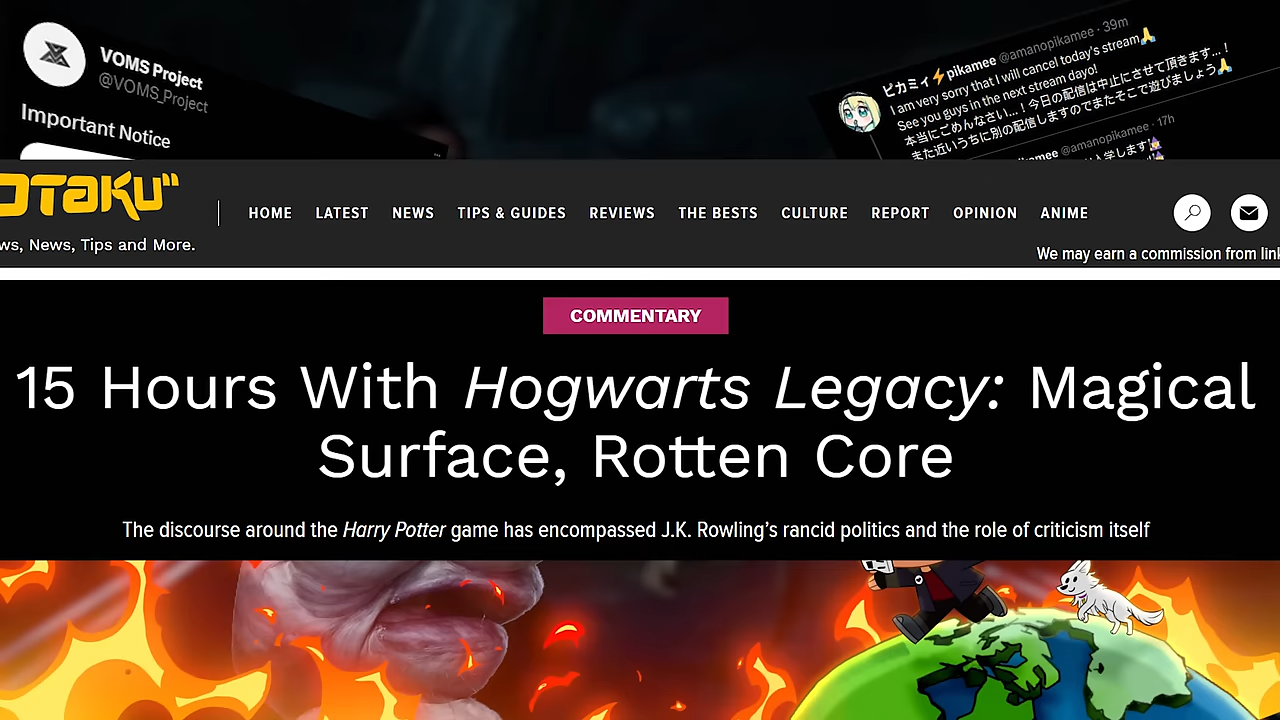 VOMS Project
@VOMS_Project
Important Notice
ピカミィ⚡pikamee @amanopikamee · 39m
I am very sorry that I will cancel today's stream🙏
See you guys in the next stream dayo!
本当にごめんなさい...！今日の配信は中止にさせて頂きます...！
また近いうちに別の配信しますのでまたそこで遊びましょう🙏
@amanopikamee · 17h
OTAKU
News, Tips and More.
HOME LATEST NEWS TIPS & GUIDES REVIEWS THE BESTS CULTURE REPORT OPINION ANIME
We may earn a commission from
COMMENTARY
15 Hours With Hogwarts Legacy: Magical
Surface, Rotten Core
The discourse around the Harry Potter game has encompassed J.K. Rowling's rancid politics and the role of criticism itself